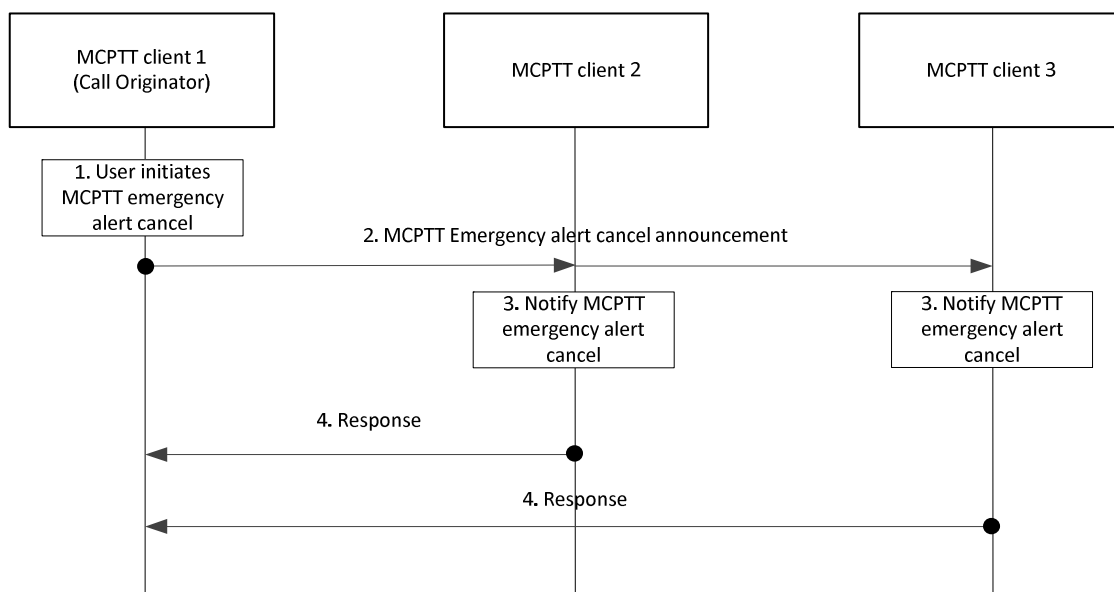 MCPTT client 1
(Call Originator)
MCPTT client 2
MCPTT client 3
1. User initiates
MCPTT emergency
alert cancel
2. MCPTT Emergency alert cancel announcement
3. Notify MCPTT
emergency alert
cancel
3. Notify MCPTT
emergency alert
cancel
4. Response
4. Response